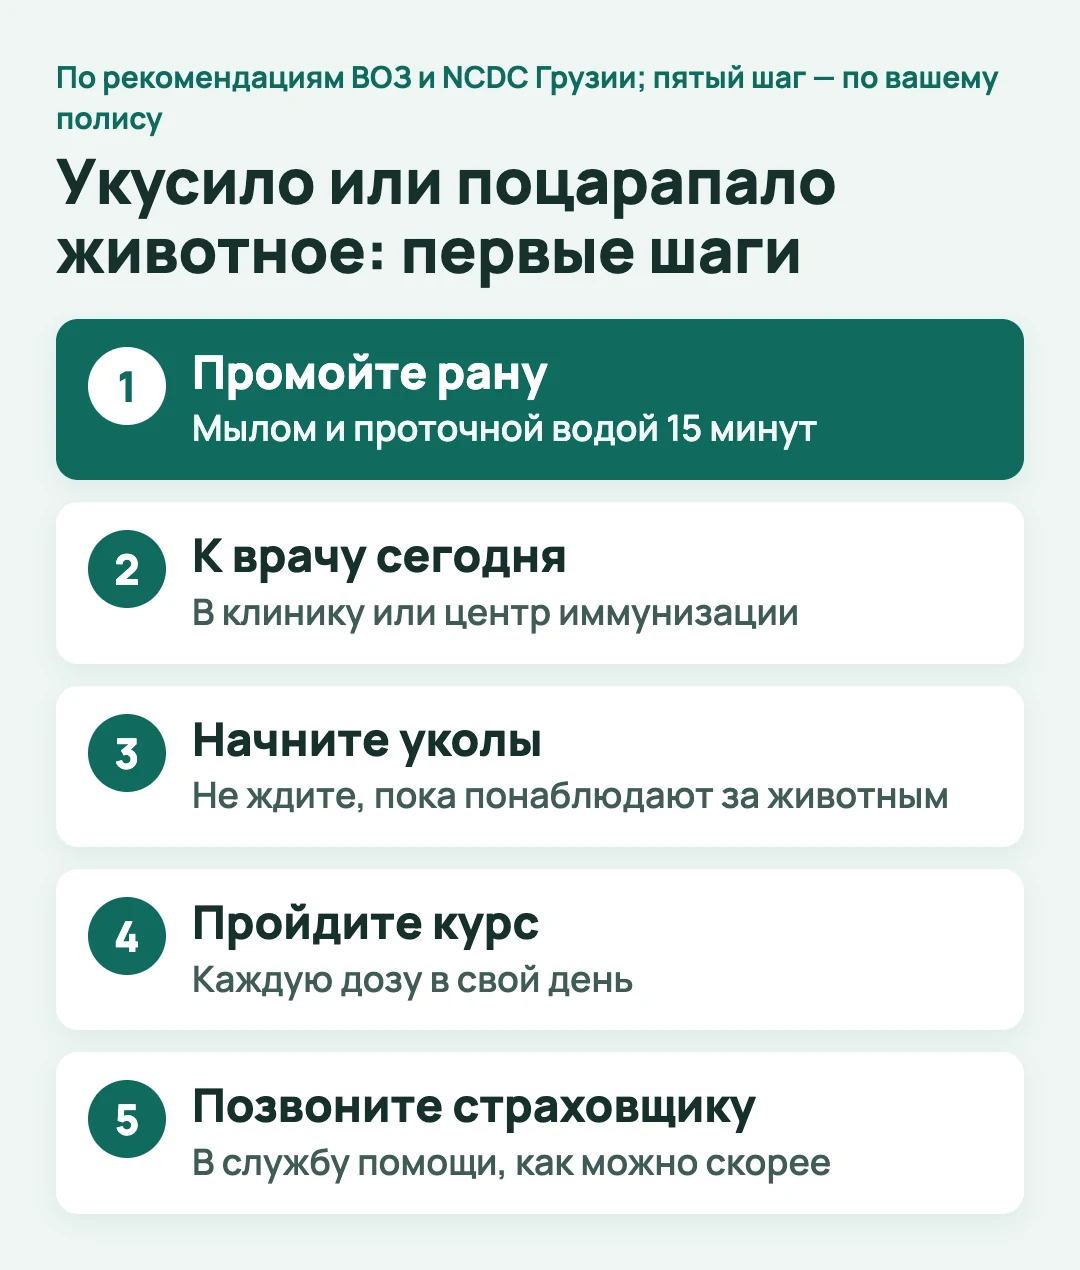 По рекомендациям ВОЗ и NCDC Грузии; пятый шаг — по вашему
полису
Укусило или поцарапало
животное: первые шаги
1
Промойте рану
Мылом и проточной водой 15 минут
2
К врачу сегодня
В клинику или центр иммунизации
3
Начните уколы
Не ждите, пока понаблюдают за животным
4
Пройдите курс
Каждую дозу в свой день
5
Позвоните страховщику
В службу помощи, как можно скорее